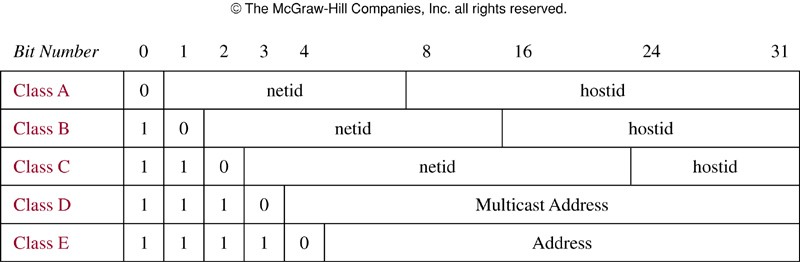 © The McGraw-Hill Companies, Inc. all rights reserved.
Bit Number 0 1 2 3 4 8 16 24 31
Class A 0 netid hostid
Class B 1 0 netid hostid
Class C 1 1 0 netid hostid
Class D 1 1 1 0 Multicast Address
Class E 1 1 1 1 0 Address